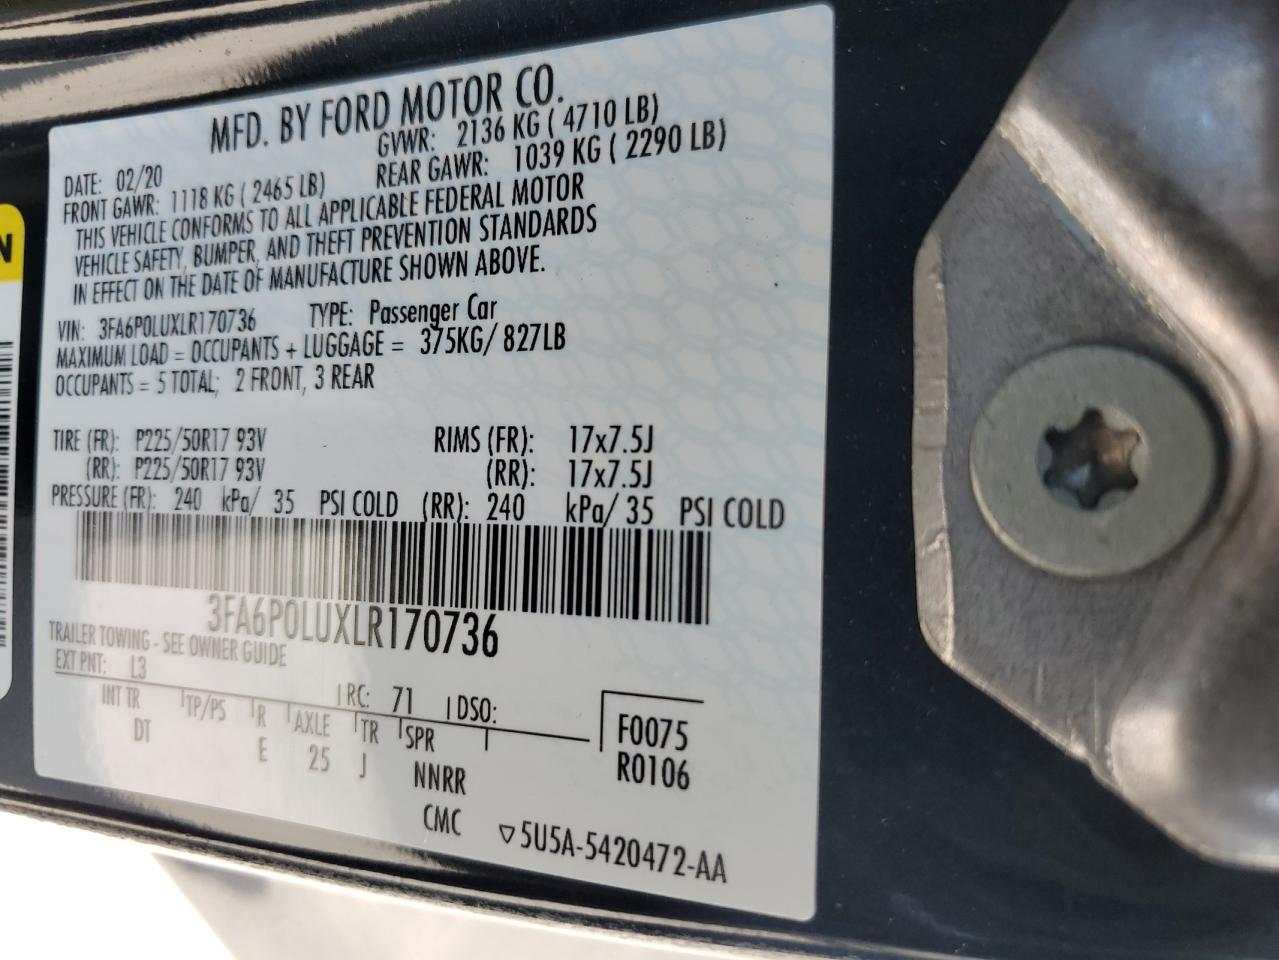 MFD. BY FORD MOTOR CO.
DATE: 02/20 GVWR: 2136 KG ( 4710 LB)
FRONT GAWR: 1118 KG ( 2465 LB) REAR GAWR: 1039 KG ( 2290 LB)
THIS VEHICLE CONFORMS TO ALL APPLICABLE FEDERAL MOTOR
VEHICLE SAFETY, BUMPER, AND THEFT PREVENTION STANDARDS
IN EFFECT ON THE DATE OF MANUFACTURE SHOWN ABOVE.
VIN: 3FA6P0LUXLR170736 TYPE: Passenger Car
MAXIMUM LOAD = OCCUPANTS + LUGGAGE = 375KG/ 827LB
OCCUPANTS = 5 TOTAL; 2 FRONT, 3 REAR
TIRE (FR): P225/50R17 93V RIMS (FR): 17x7.5J
(RR): P225/50R17 93V (RR): 17x7.5J
PRESSURE (FR): 240 kPa/ 35 PSI COLD (RR): 240 kPa/ 35 PSI COLD
3FA6P0LUXLR170736
TRAILER TOWING - SEE OWNER GUIDE
EXT PNT: L3 RC: 71 DSO:
INT TR TP/PS R AXLE TR SPR F0075
DT E 25 J NNRR R0106
CMC ▽5U5A-5420472-AA
N